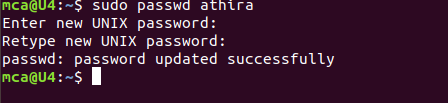 mca@U4:~$ sudo passwd athira
Enter new UNIX password:
Retype new UNIX password:
passwd: password updated successfully
mca@U4:~$